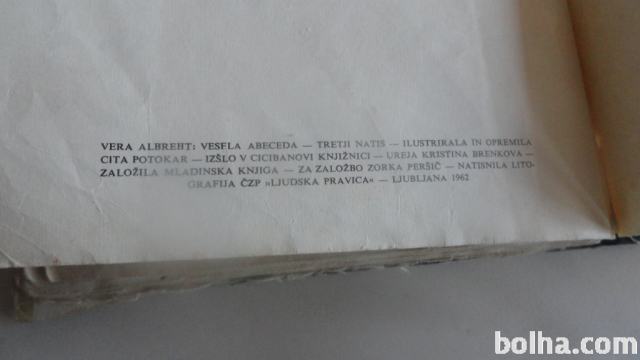 VERA ALBREHT: VESELA ABECEDA — TRETJI NATIS — ILUSTRIRALA IN OPREMILA
CITA POTOKAR — IZŠLO V CICIBANOVI KNJIŽNICI — UREJA KRISTINA BRENKOVA —
ZALOŽILA MLADINSKA KNJIGA — ZA ZALOŽBO ZORKA PERŠIČ — NATISNILA LITO-
GRAFIJA ČZP »LJUDSKA PRAVICA« — LJUBLJANA 1962
bolha.com